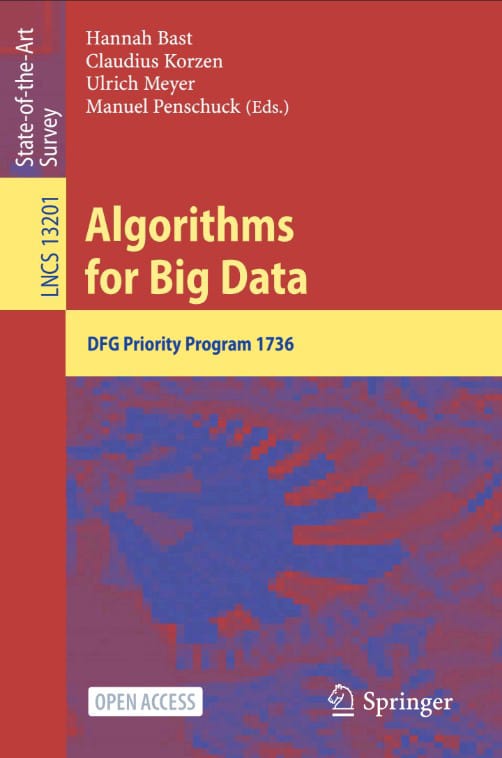 State-of-the-Art
Survey
LNCS 13201
Hannah Bast
Claudius Korzen
Ulrich Meyer
Manuel Penschuck (Eds.)
Algorithms
for Big Data
DFG Priority Program 1736
OPEN ACCESS
Springer